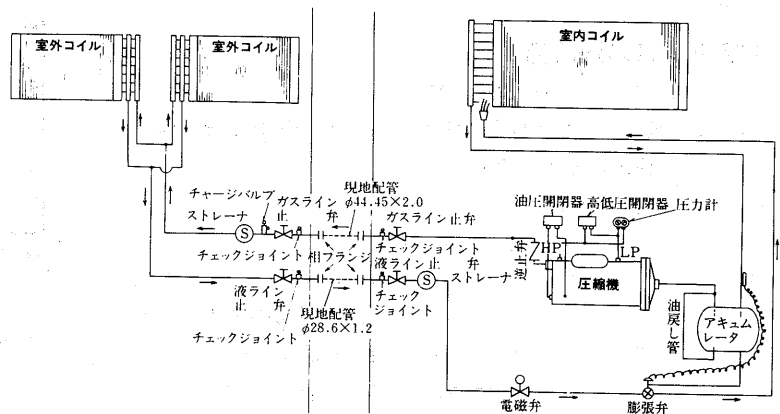 室外コイル
室外コイル
室内コイル
チャージバルブ
ストレーナ
ガスライン
止 弁
現地配管
φ44.45×2.0
ガスライン止弁
油圧開閉器
高低圧開閉器
圧力計
S
チェックジョイント
相フランジ
チェックジョイント
液ライン止弁
S
ストレーナ
逆止弁
HP
LP
圧縮機
液ライン
止 弁
現地配管
φ28.6×1.2
チェック
ジョイント
チェックジョイント
油戻し管
アキュム
レータ
電磁弁
膨張弁